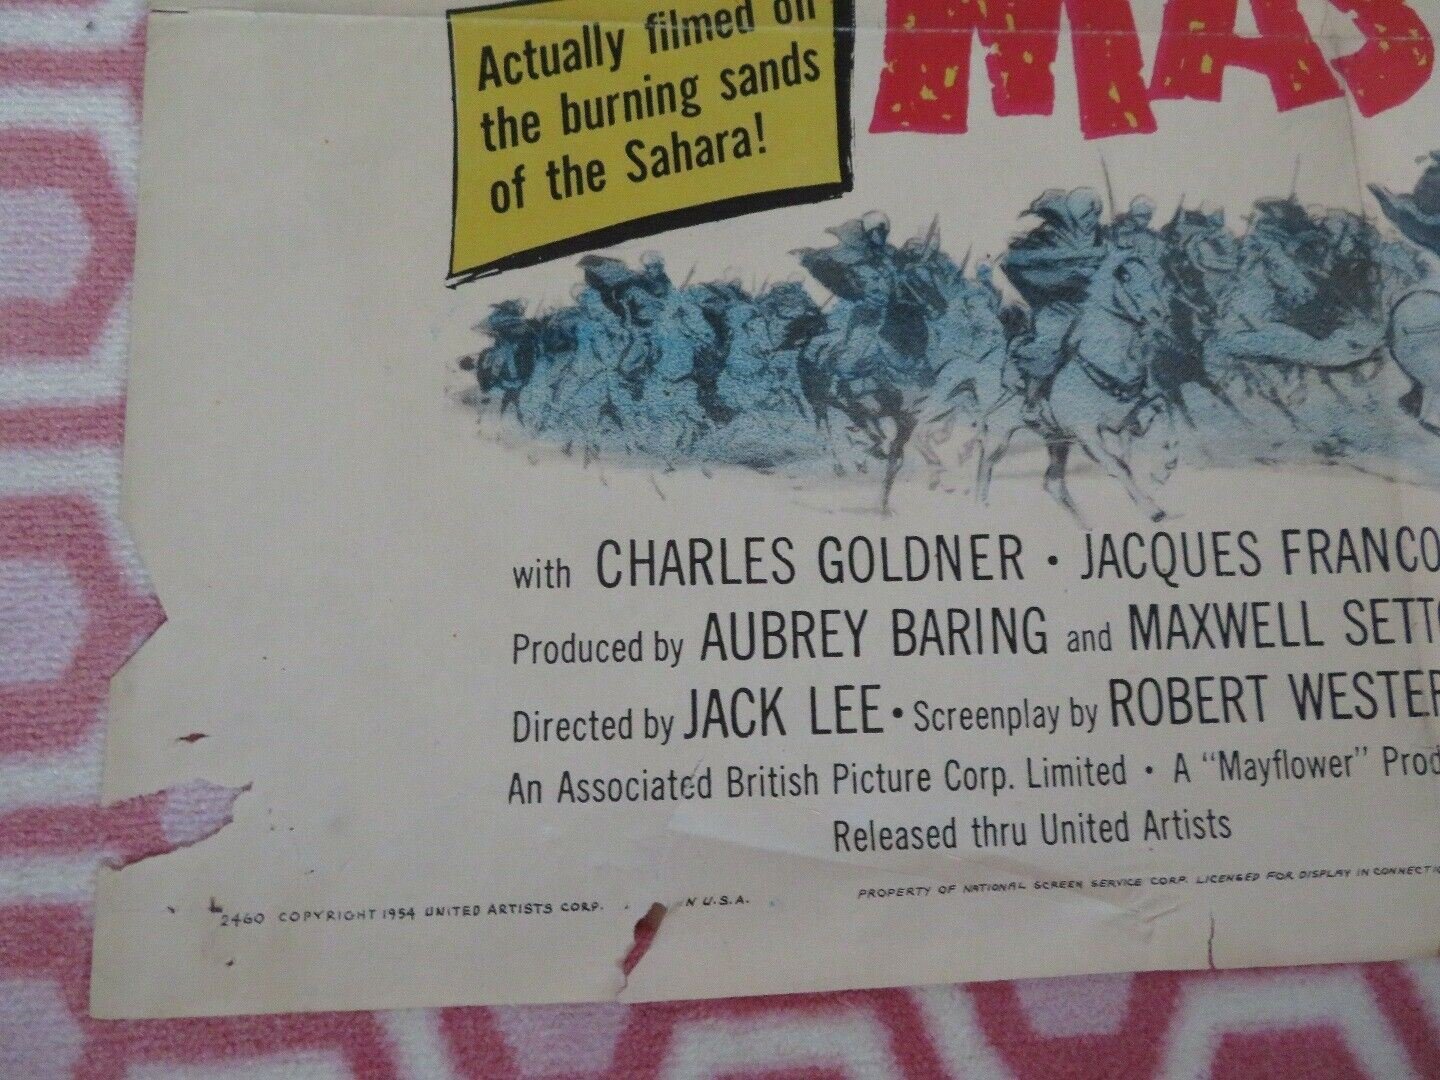 Actually filmed on
the burning sands
of the Sahara!
MAS
with CHARLES GOLDNER • JACQUES FRANCO
Produced by AUBREY BARING and MAXWELL SETT
Directed by JACK LEE • Screenplay by ROBERT WESTER
An Associated British Picture Corp. Limited • A "Mayflower" Prod
Released thru United Artists
2460 COPYRIGHT 1954 UNITED ARTISTS CORP. N U.S.A. PROPERTY OF NATIONAL SCREEN SERVICE CORP. LICENSED FOR DISPLAY IN CONNECTIO